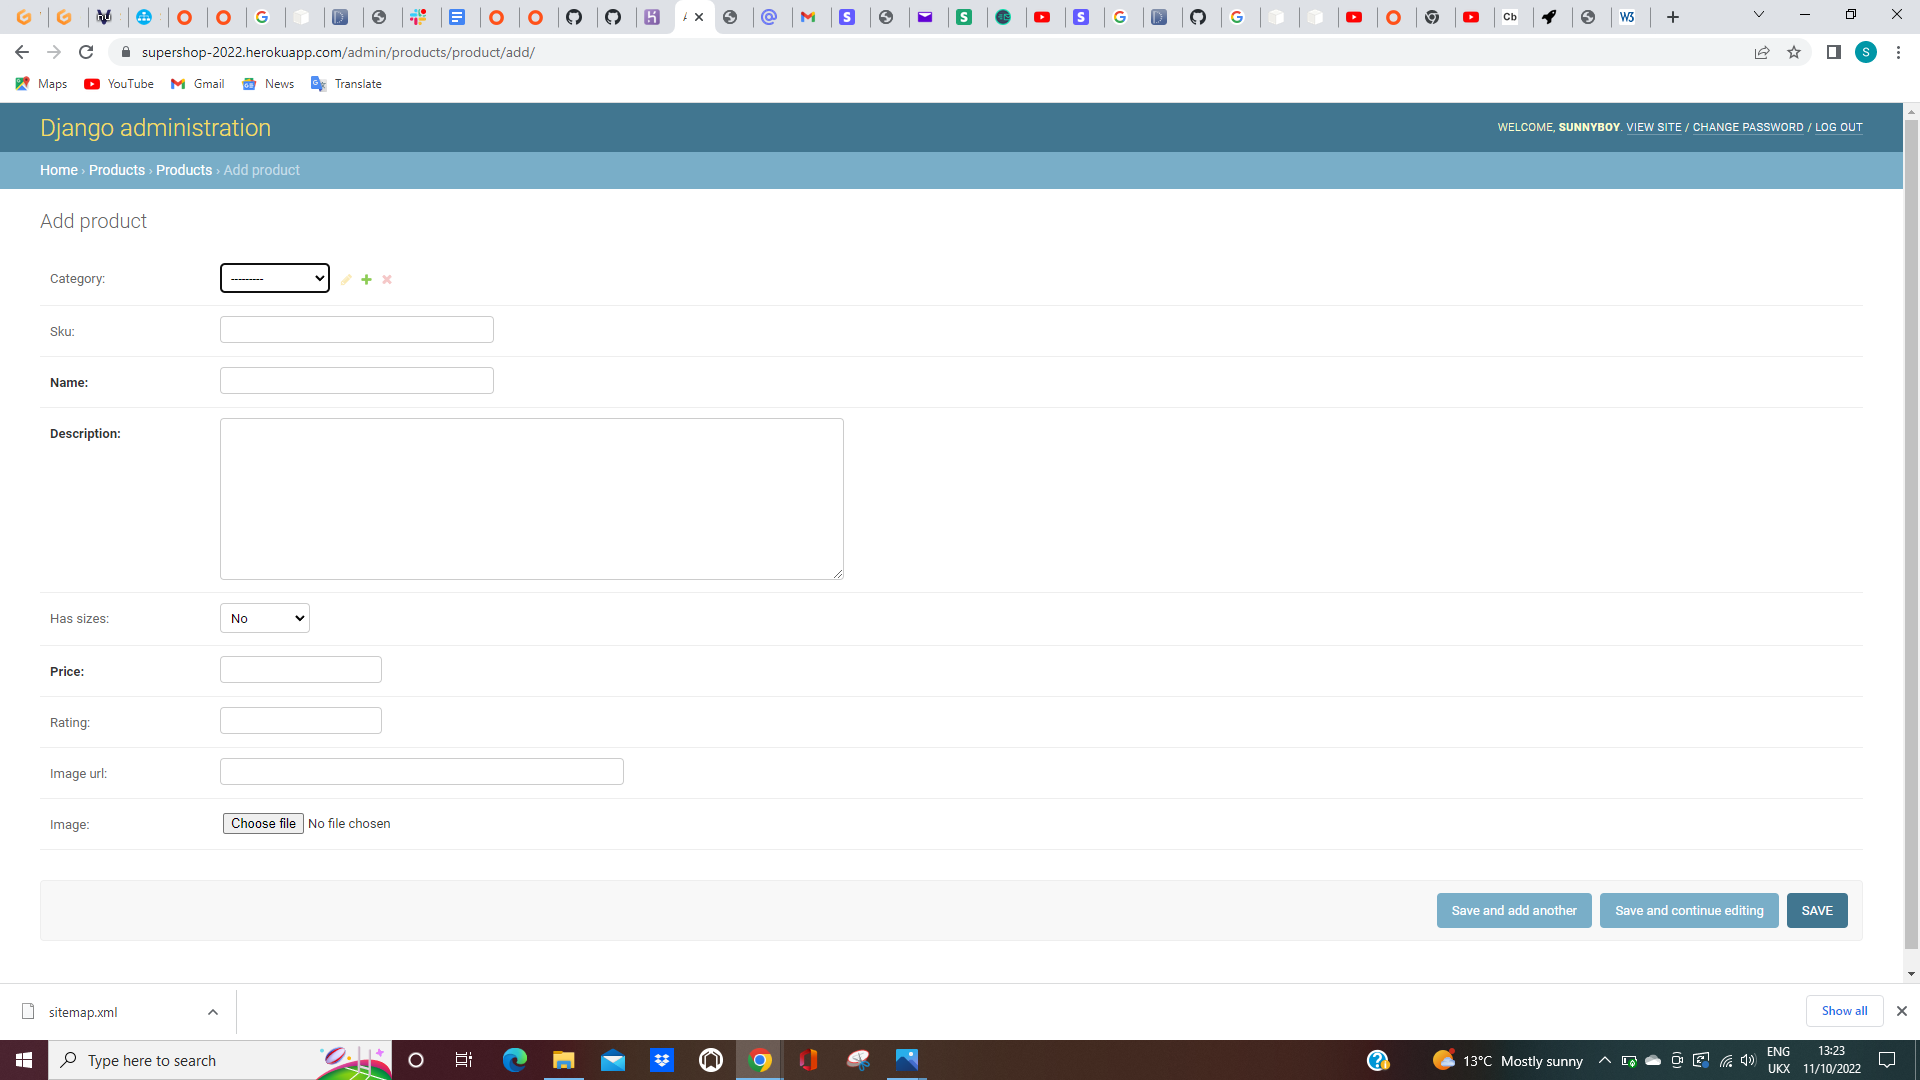 supershop-2022.herokuapp.com/admin/products/product/add/
S
Maps YouTube Gmail News Translate
Django administration
WELCOME, SUNNYBOY. VIEW SITE / CHANGE PASSWORD / LOG OUT
Home › Products › Products › Add product
Add product
Category: ---------
Sku:
Name:
Description:
Has sizes: No
Price:
Rating:
Image url:
Image: Choose file No file chosen
Save and add another Save and continue editing SAVE
sitemap.xml Show all
Type here to search 13°C Mostly sunny ENG 13:23
UKX 11/10/2022